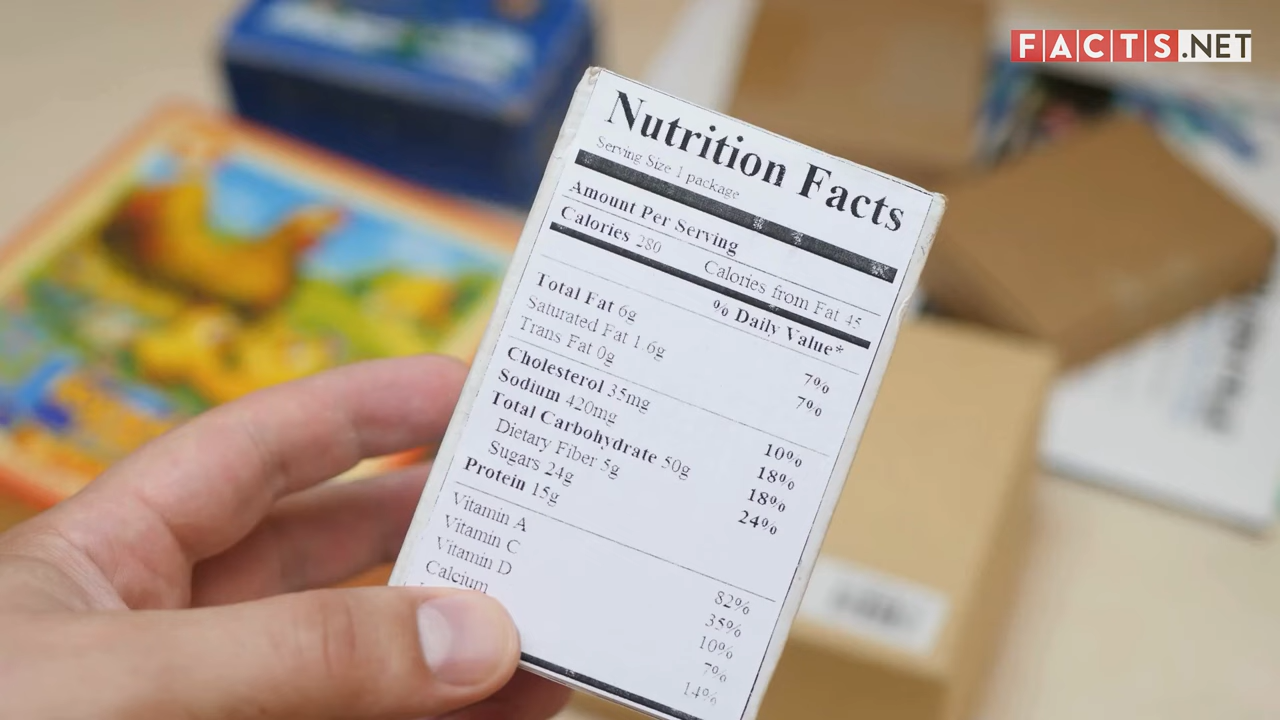 FACTS.NET
Nutrition Facts
Serving Size 1 package
Amount Per Serving
Calories 280 Calories from Fat 45
% Daily Value*
Total Fat 6g 7%
Saturated Fat 1.6g 7%
Trans Fat 0g
Cholesterol 35mg 10%
Sodium 420mg 18%
Total Carbohydrate 50g 18%
Dietary Fiber 5g 24%
Sugars 24g
Protein 15g
Vitamin A 82%
Vitamin C 35%
Vitamin D 10%
Calcium 7%
14%